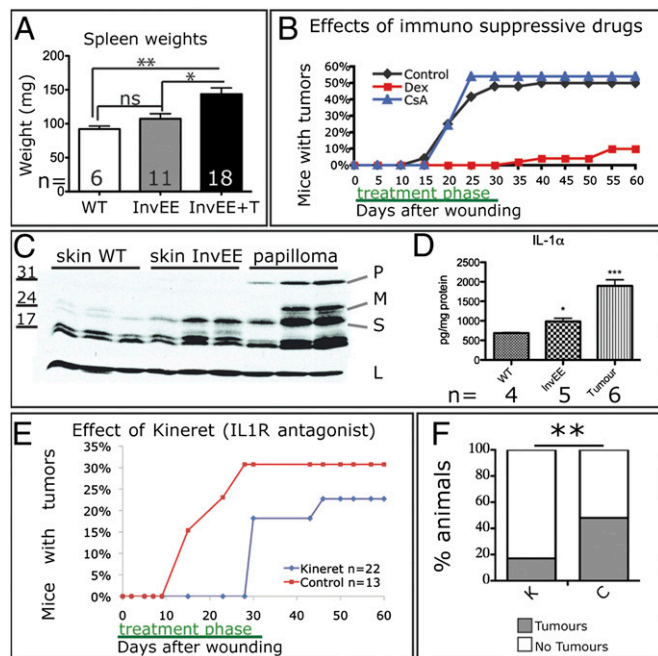 A
Spleen weights
**
*
ns
Weight (mg)
200
150
100
50
0
n=
6
11
18
WT
InvEE
InvEE+T
B
Effects of immuno suppressive drugs
Mice with tumors
60%
50%
40%
30%
20%
10%
0%
Control
Dex
CsA
0 5 10 15 20 25 30 35 40 45 50 55 60
treatment phase
Days after wounding
C
skin WT
skin InvEE
papilloma
31
24
17
P
M
S
L
D
IL-1α
pg/mg protein
2500
2000
1500
1000
500
0
*
***
WT
InvEE
Tumour
n= 4 5 6
E
Effect of Kineret (IL1R antagonist)
Mice with tumors
35%
30%
25%
20%
15%
10%
5%
0%
Kineret n=22
Control n=13
0 10 20 30 40 50 60
treatment phase
Days after wounding
F
**
% animals
100
80
60
40
20
0
K
C
Tumours
No Tumours